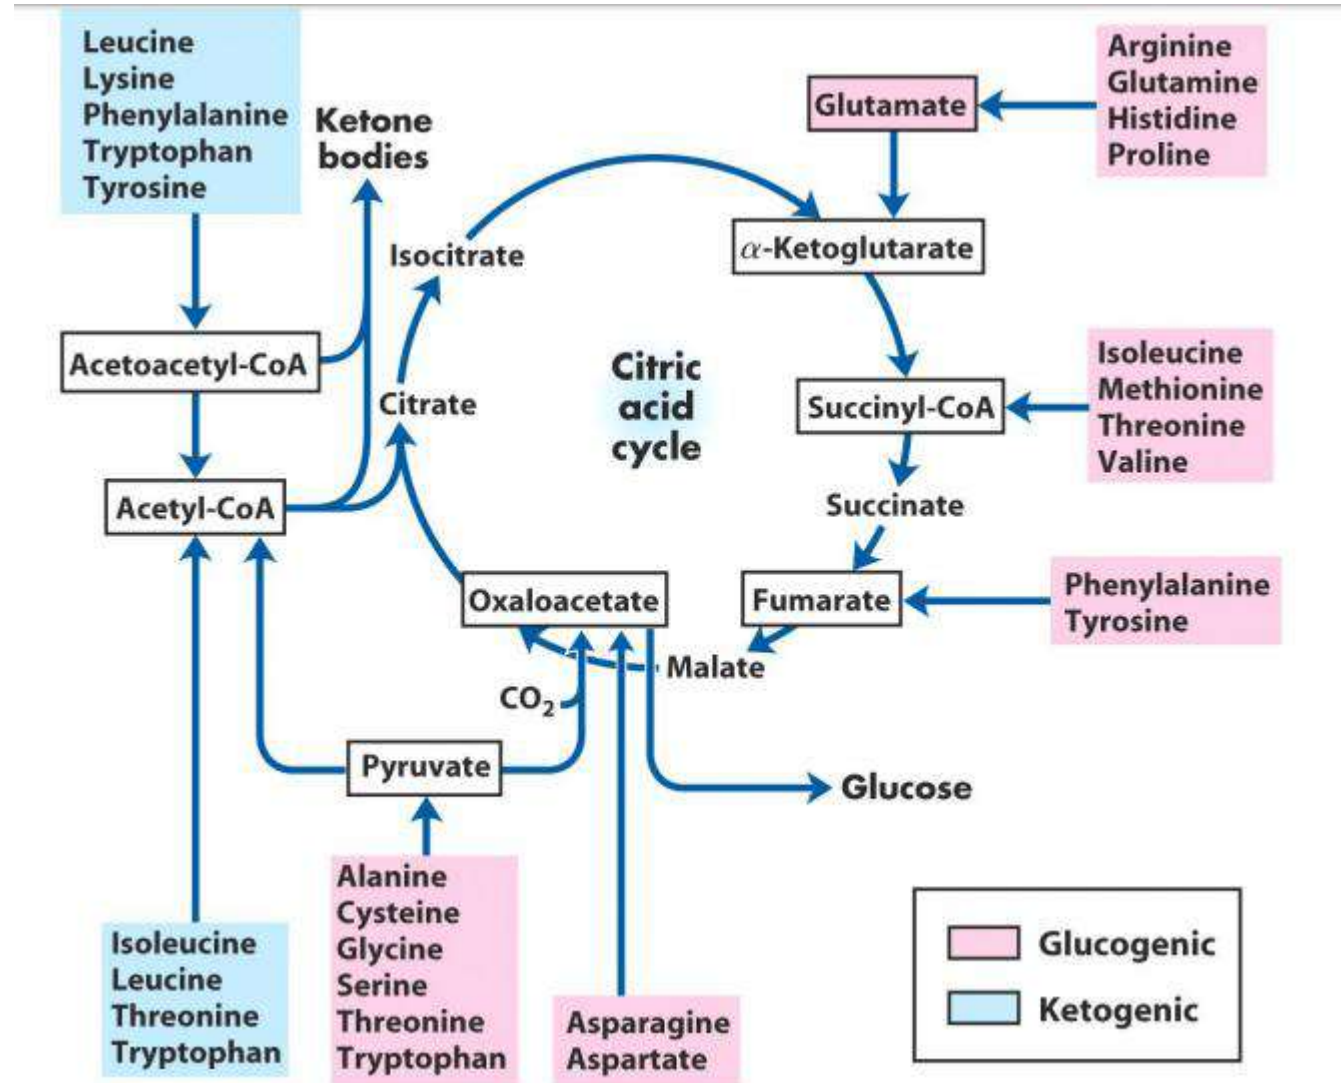 Leucine
Lysine
Phenylalanine
Tryptophan
Tyrosine
Ketone
bodies
Glutamate
Arginine
Glutamine
Histidine
Proline
Isocitrate
α-Ketoglutarate
Acetoacetyl-CoA
Citrate
Citric
acid
cycle
Succinyl-CoA
Isoleucine
Methionine
Threonine
Valine
Acetyl-CoA
Succinate
Oxaloacetate
Fumarate
Phenylalanine
Tyrosine
Malate
CO₂
Pyruvate
Glucose
Isoleucine
Leucine
Threonine
Tryptophan
Alanine
Cysteine
Glycine
Serine
Threonine
Tryptophan
Asparagine
Aspartate
Glucogenic
Ketogenic